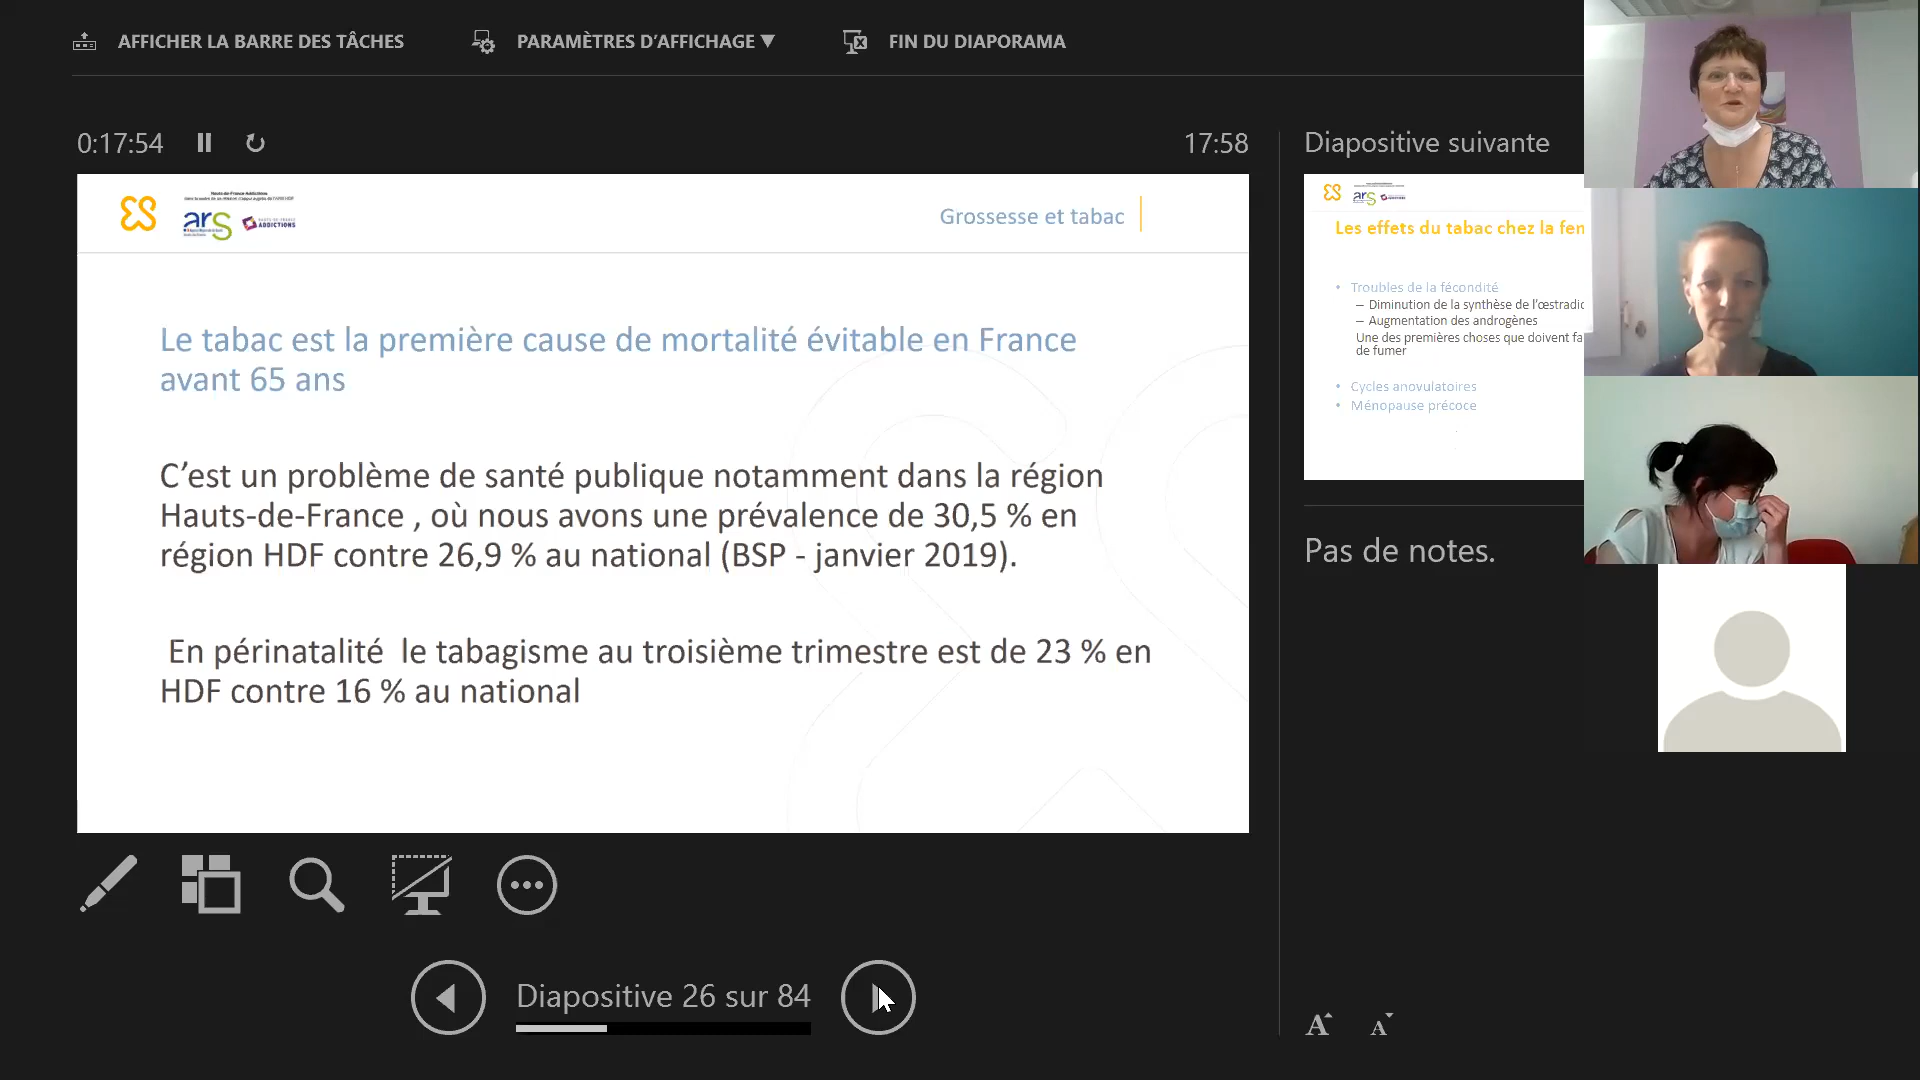 AFFICHER LA BARRE DES TÂCHES
PARAMÈTRES D'AFFICHAGE ▼
FIN DU DIAPORAMA
0:17:54
17:58
ars
ADDICTIONS
Grossesse et tabac
Le tabac est la première cause de mortalité évitable en France
avant 65 ans
C'est un problème de santé publique notamment dans la région
Hauts-de-France , où nous avons une prévalence de 30,5 % en
région HDF contre 26,9 % au national (BSP - janvier 2019).
En périnatalité le tabagisme au troisième trimestre est de 23 % en
HDF contre 16 % au national
Diapositive 26 sur 84
Diapositive suivante
ars
Les effets du tabac chez la fen
• Troubles de la fécondité
– Diminution de la synthèse de l'œstradio
– Augmentation des androgènes
Une des premières choses que doivent fa
de fumer
• Cycles anovulatoires
• Ménopause précoce
Pas de notes.
A A